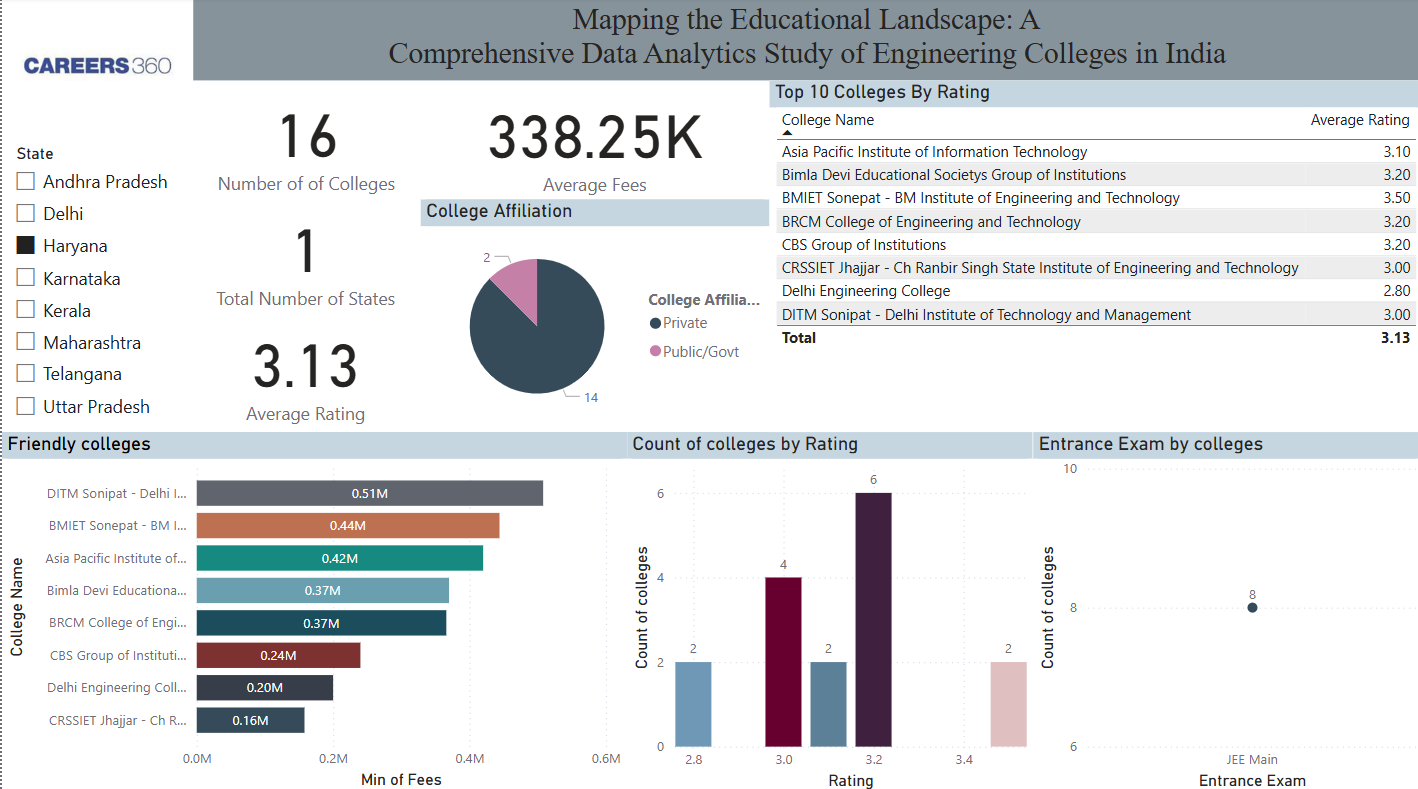 Mapping the Educational Landscape: A
Comprehensive Data Analytics Study of Engineering Colleges in India
CAREERS360
State
Andhra Pradesh
Delhi
Haryana
Karnataka
Kerala
Maharashtra
Telangana
Uttar Pradesh
16
Number of of Colleges
1
Total Number of States
3.13
Average Rating
338.25K
Average Fees
College Affiliation
2
14
College Affilia...
Private
Public/Govt
Top 10 Colleges By Rating
College Name Average Rating
Asia Pacific Institute of Information Technology 3.10
Bimla Devi Educational Societys Group of Institutions 3.20
BMIET Sonepat - BM Institute of Engineering and Technology 3.50
BRCM College of Engineering and Technology 3.20
CBS Group of Institutions 3.20
CRSSIET Jhajjar - Ch Ranbir Singh State Institute of Engineering and Technology 3.00
Delhi Engineering College 2.80
DITM Sonipat - Delhi Institute of Technology and Management 3.00
Total 3.13
Friendly colleges
College Name
DITM Sonipat - Delhi I... 0.51M
BMIET Sonepat - BM I... 0.44M
Asia Pacific Institute of... 0.42M
Bimla Devi Educationa... 0.37M
BRCM College of Engi... 0.37M
CBS Group of Instituti... 0.24M
Delhi Engineering Coll... 0.20M
CRSSIET Jhajjar - Ch R... 0.16M
0.0M 0.2M 0.4M 0.6M
Min of Fees
Count of colleges by Rating
Count of colleges
6
4
2
0
2
4
2
6
2
2.8 3.0 3.2 3.4
Rating
Entrance Exam by colleges
Count of colleges
10
8
6
8
JEE Main
Entrance Exam